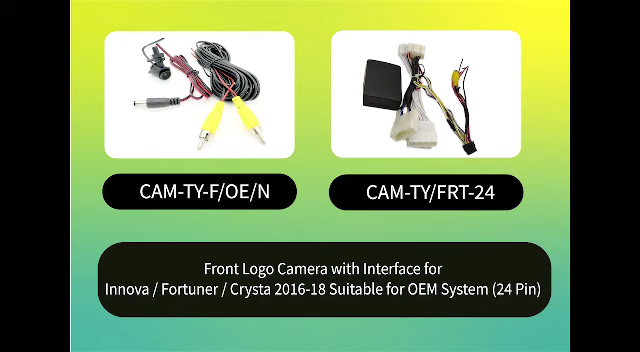 CAM-TY-F/OE/N
CAM-TY/FRT-24
Front Logo Camera with Interface for
Innova / Fortuner / Crysta 2016-18 Suitable for OEM System (24 Pin)